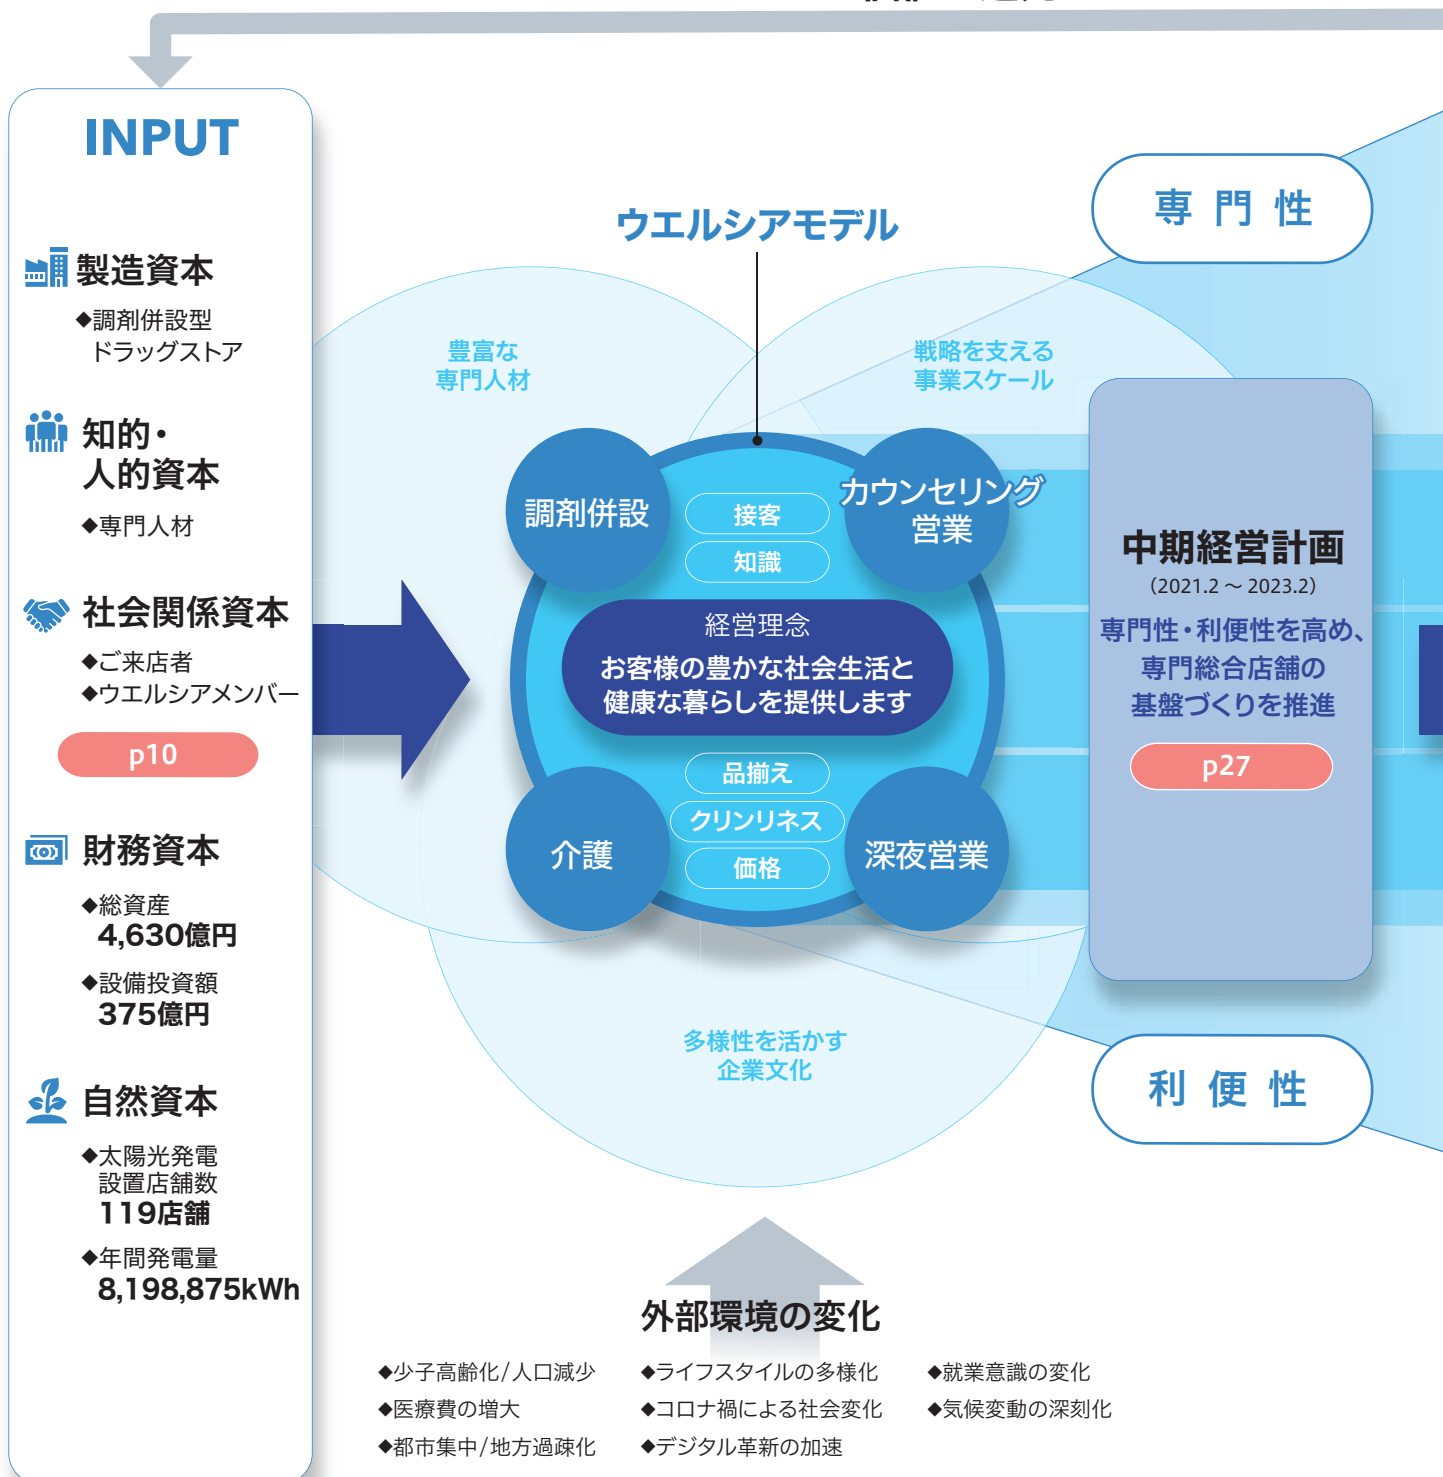 INPUT
製造資本
◆調剤併設型
ドラッグストア
知的・
人的資本
◆専門人材
社会関係資本
◆ご来店者
◆ウエルシアメンバー
p10
財務資本
◆総資産
4,630億円
◆設備投資額
375億円
自然資本
◆太陽光発電
設置店舗数
119店舗
◆年間発電量
8,198,875kWh
ウエルシアモデル
豊富な
専門人材
戦略を支える
事業スケール
調剤併設
カウンセリング
営業
接客
知識
経営理念
お客様の豊かな社会生活と
健康な暮らしを提供します
品揃え
クリンリネス
価格
介護
深夜営業
多様性を活かす
企業文化
専門性
中期経営計画
(2021.2 ～ 2023.2)
専門性・利便性を高め、
専門総合店舗の
基盤づくりを推進
p27
利便性
外部環境の変化
◆少子高齢化/人口減少
◆医療費の増大
◆都市集中/地方過疎化
◆ライフスタイルの多様化
◆コロナ禍による社会変化
◆デジタル革新の加速
◆就業意識の変化
◆気候変動の深刻化